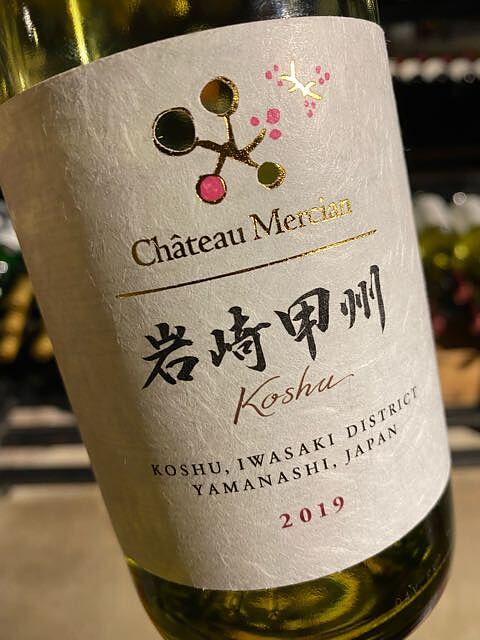 Château Mercian
岩崎甲州
Koshu
KOSHU, IWASAKI DISTRICT
YAMANASHI, JAPAN
2019